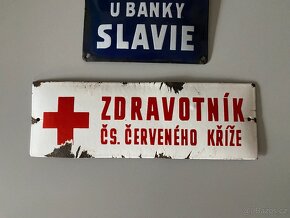 U BANKY
SLAVIE
ZDRAVOTNÍK
ČS. ČERVENÉHO KŘÍŽE